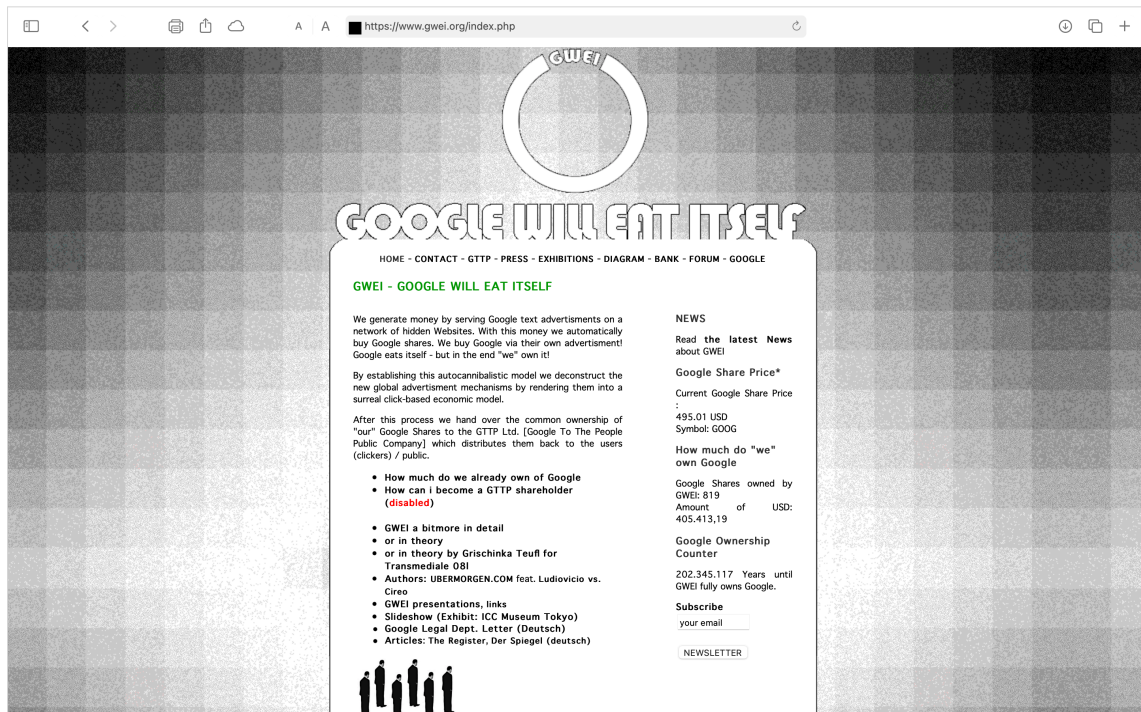 A A https://www.gwei.org/index.php
GWEI
GOOGLE WILL EAT ITSELF
HOME - CONTACT - GTTP - PRESS - EXHIBITIONS - DIAGRAM - BANK - FORUM - GOOGLE
GWEI - GOOGLE WILL EAT ITSELF
We generate money by serving Google text advertisments on a
network of hidden Websites. With this money we automatically
buy Google shares. We buy Google via their own advertisment!
Google eats itself - but in the end "we" own it!
By establishing this autocannibalistic model we deconstruct the
new global advertisment mechanisms by rendering them into a
surreal click-based economic model.
After this process we hand over the common ownership of
"our" Google Shares to the GTTP Ltd. [Google To The People
Public Company] which distributes them back to the users
(clickers) / public.
• How much do we already own of Google
• How can i become a GTTP shareholder
(disabled)
• GWEI a bitmore in detail
• or in theory
• or in theory by Grischinka Teufl for
Transmediale 08l
• Authors: UBERMORGEN.COM feat. Ludiovicio vs.
Cireo
• GWEI presentations, links
• Slideshow (Exhibit: ICC Museum Tokyo)
• Google Legal Dept. Letter (Deutsch)
• Articles: The Register, Der Spiegel (deutsch)
NEWS
Read the latest News
about GWEI
Google Share Price*
Current Google Share Price
:
495.01 USD
Symbol: GOOG
How much do "we"
own Google
Google Shares owned by
GWEI: 819
Amount of USD:
405.413,19
Google Ownership
Counter
202.345.117 Years until
GWEI fully owns Google.
Subscribe
your email
NEWSLETTER